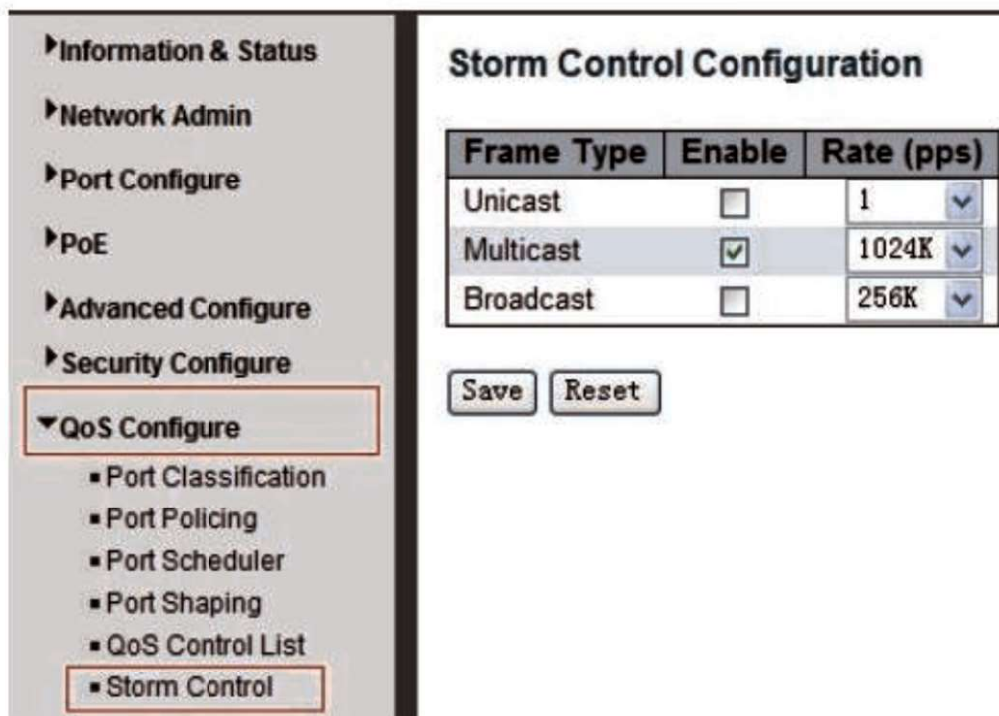 Information & Status
Network Admin
Port Configure
PoE
Advanced Configure
Security Configure
QoS Configure
Port Classification
Port Policing
Port Scheduler
Port Shaping
QoS Control List
Storm Control
Storm Control Configuration
Frame Type Enable Rate (pps)
Unicast 1
Multicast 1024K
Broadcast 256K
Save Reset